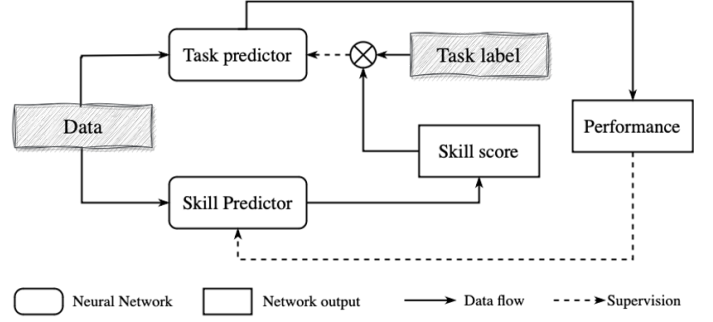 Task predictor
Task label
Data
Performance
Skill score
Skill Predictor
Neural Network
Network output
Data flow
Supervision